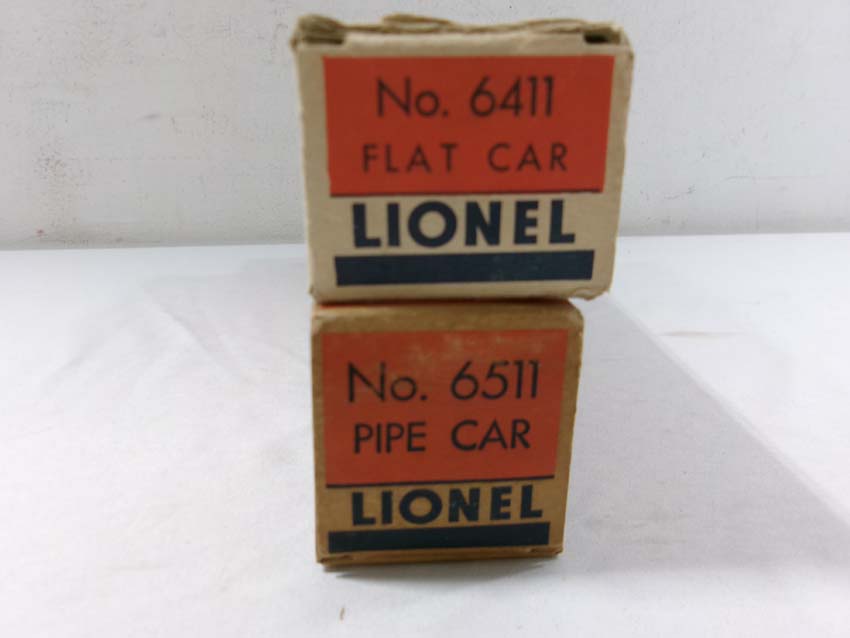 No. 6411
FLAT CAR
LIONEL
No. 6511
PIPE CAR
LIONEL